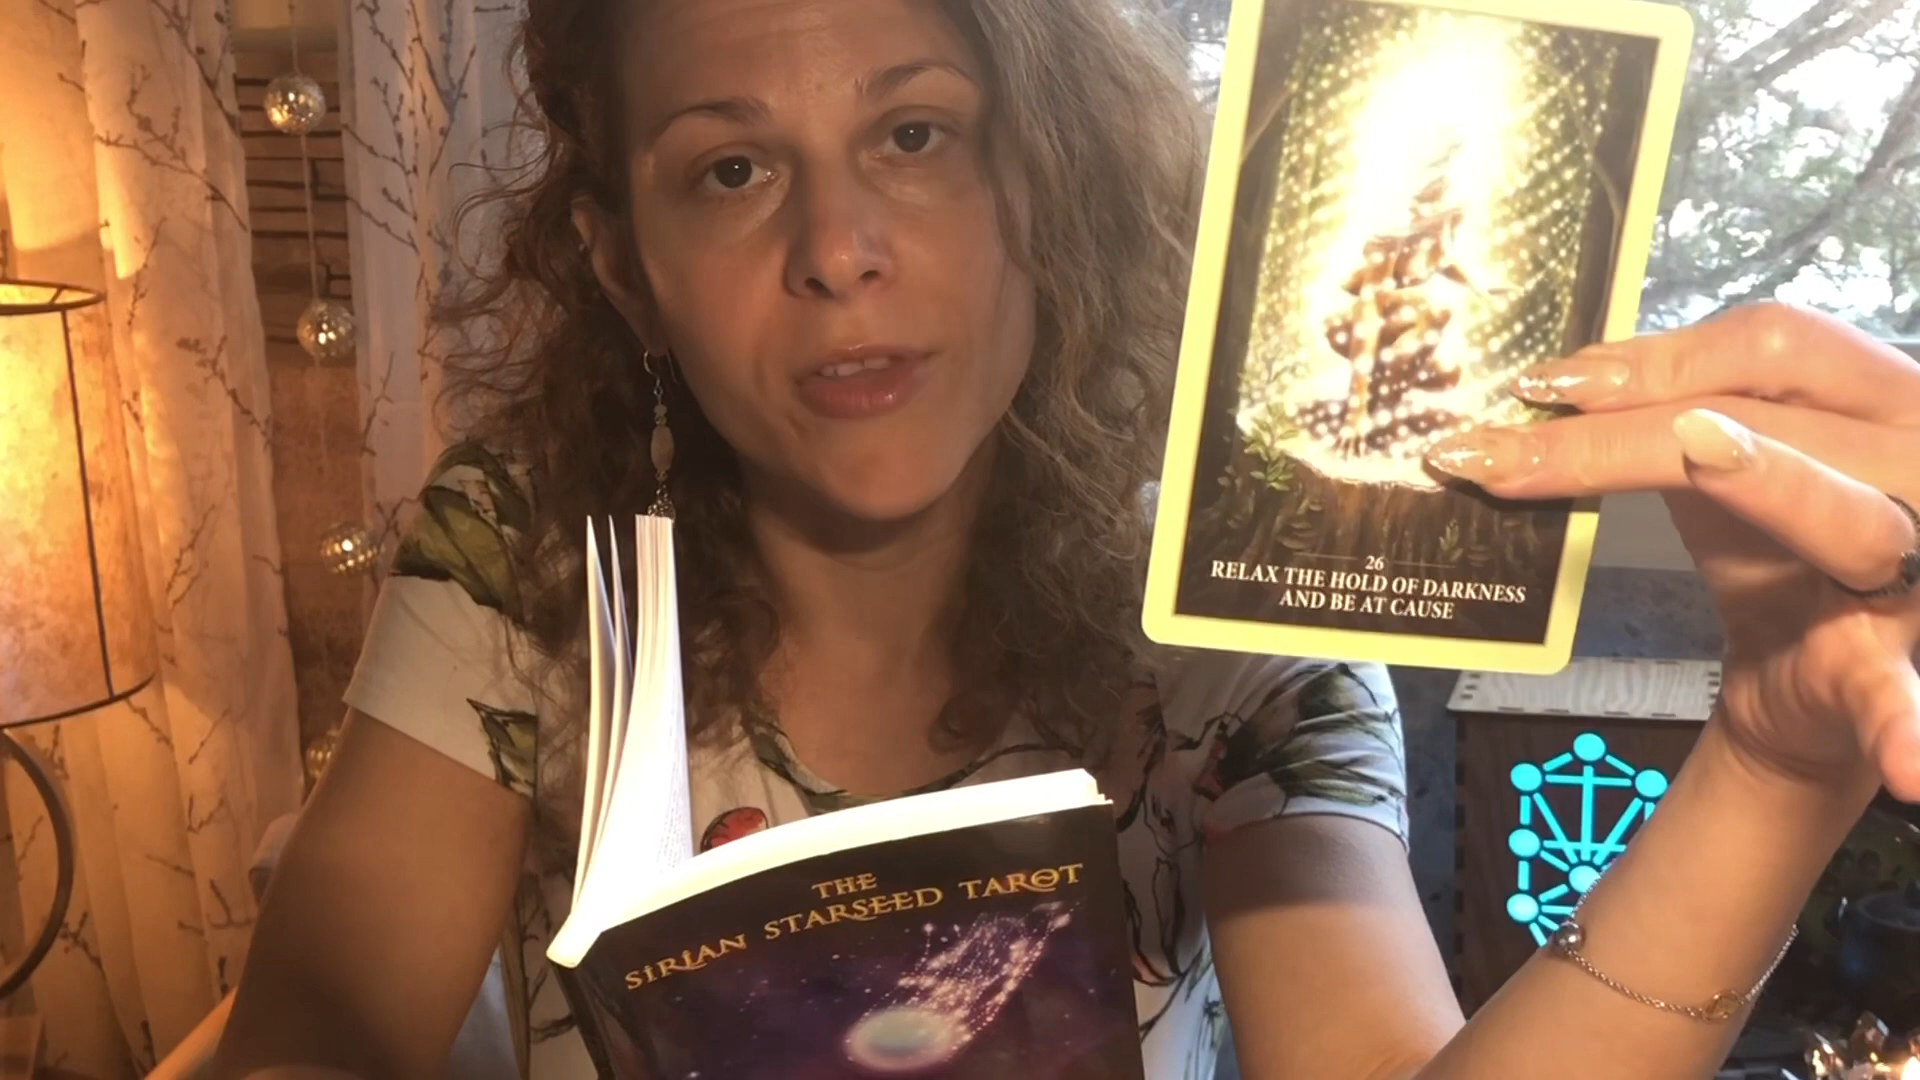 26
RELAX THE HOLD OF DARKNESS
AND BE AT CAUSE
THE
SIRIAN STARSEED TAROT